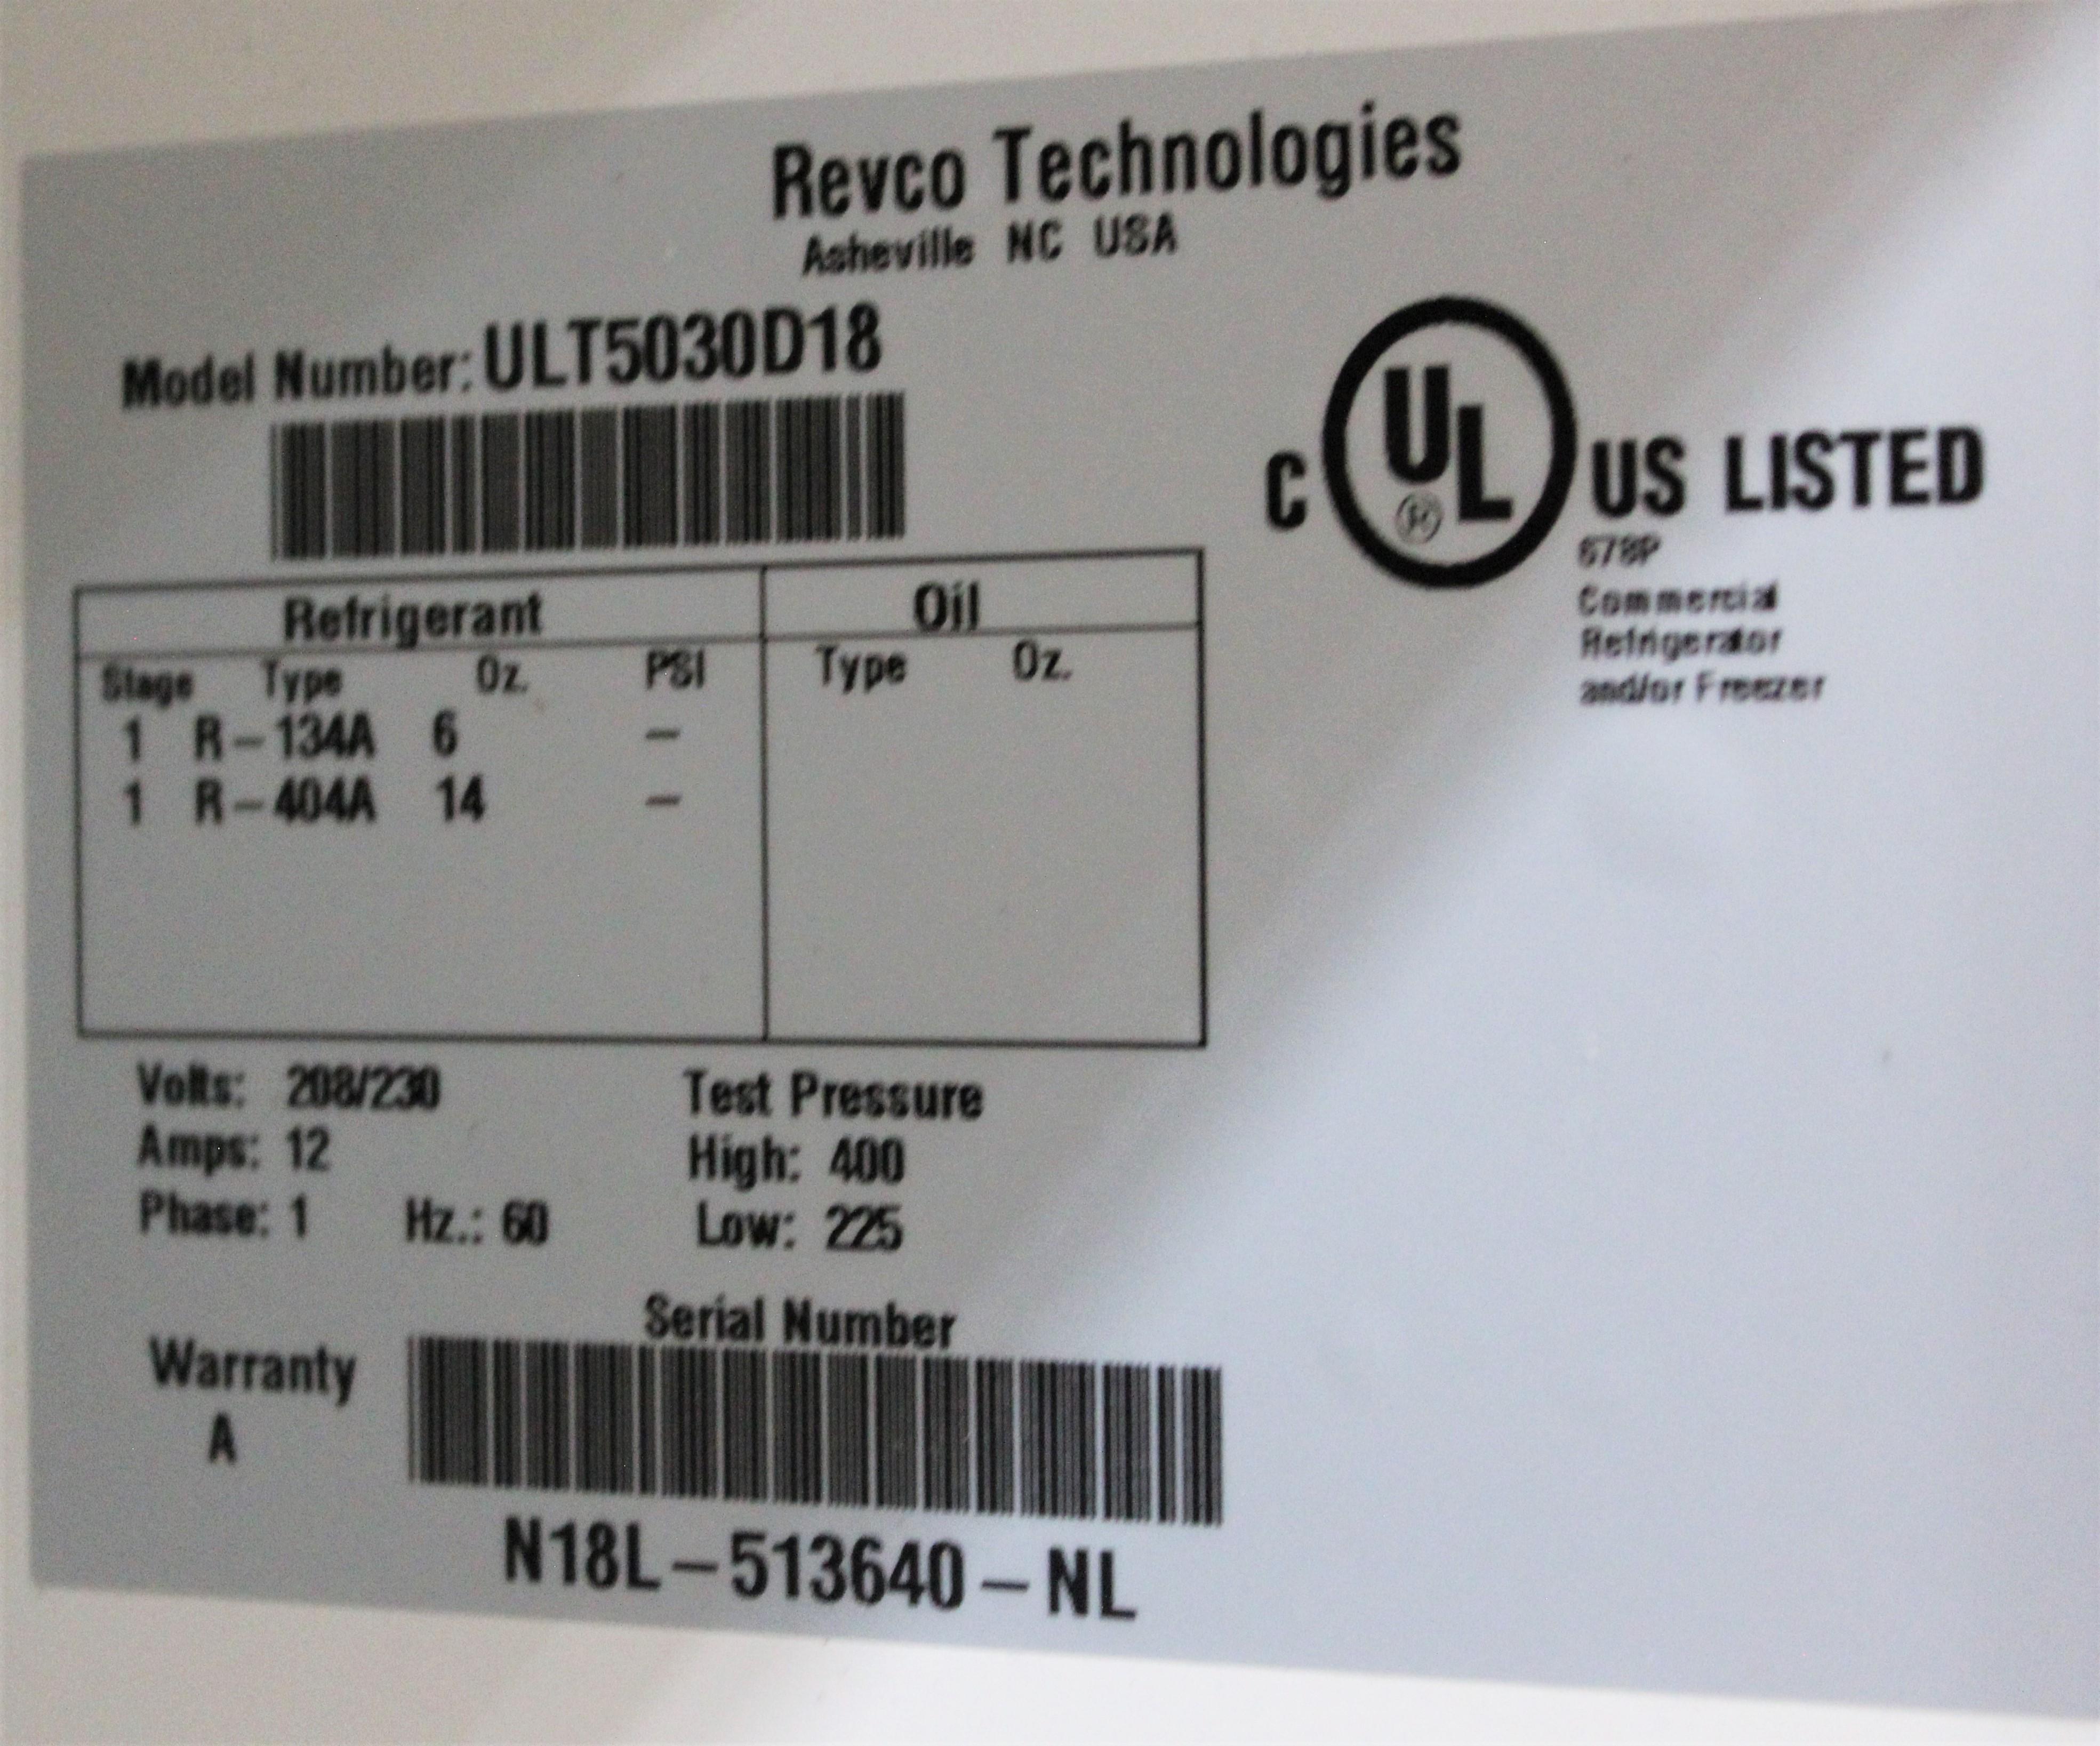 Revco Technologies
Asheville NC USA
Model Number: ULT5030D18
C UL ® US LISTED
678P
Commercial
Refrigerator
and/or Freezer
Refrigerant Oil
Stage Type Oz. PSI Type Oz.
1 R-134A 6 -
1 R-404A 14 -
Volts: 208/230 Test Pressure
Amps: 12 High: 400
Phase: 1 Hz.: 60 Low: 225
Serial Number
Warranty
A
N18L-513640-NL